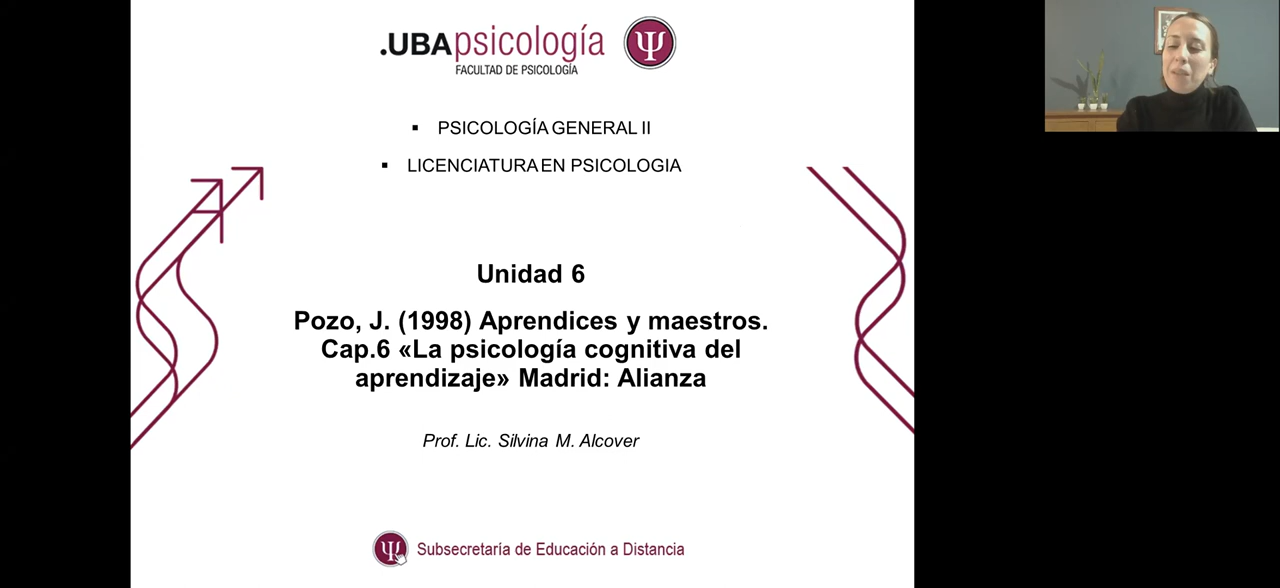 .UBApsicología
FACULTAD DE PSICOLOGÍA
PSICOLOGÍA GENERAL II
LICENCIATURA EN PSICOLOGIA
Unidad 6
Pozo, J. (1998) Aprendices y maestros.
Cap.6 «La psicología cognitiva del
aprendizaje» Madrid: Alianza
Prof. Lic. Silvina M. Alcover
Subsecretaría de Educación a Distancia